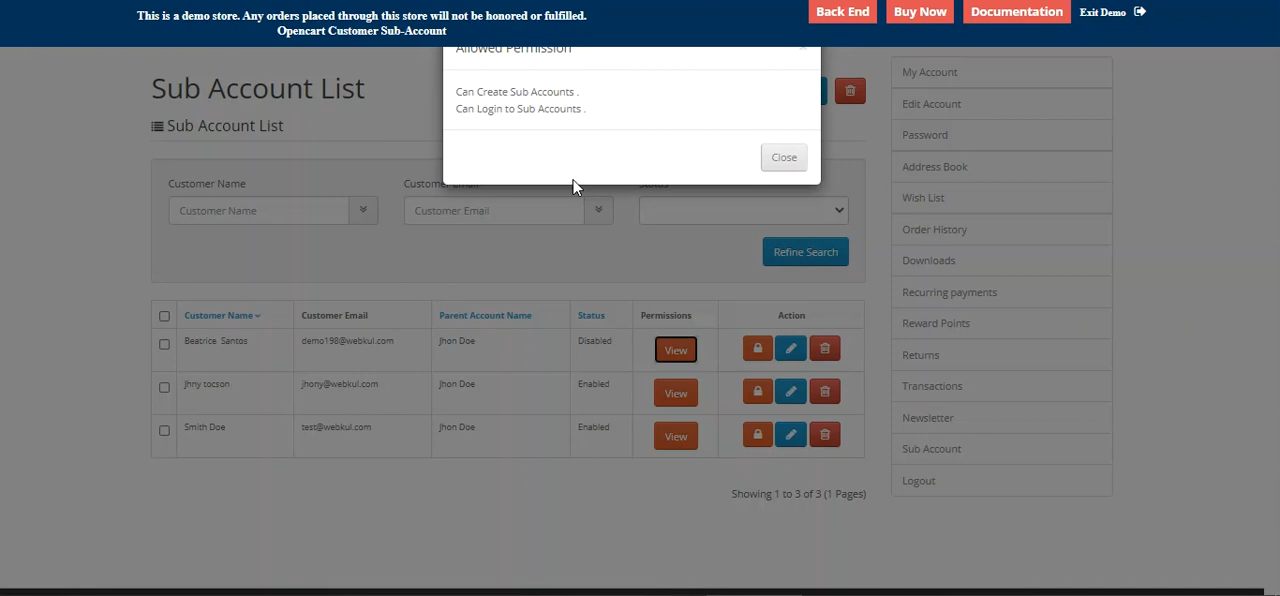 This is a demo store. Any orders placed through this store will not be honored or fulfilled.
Opencart Customer Sub-Account
Back End
Buy Now
Documentation
Exit Demo
Allowed Permission
×
Can Create Sub Accounts .
Can Login to Sub Accounts .
Close
Sub Account List
Sub Account List
Customer Name
Customer Email
Status
Customer Name
Customer Email
Refine Search
Customer Name Customer Email Parent Account Name Status Permissions Action
Beatrice Santos demo198@webkul.com Jhon Doe Disabled View
Jhny tocson jhony@webkul.com Jhon Doe Enabled View
Smith Doe test@webkul.com Jhon Doe Enabled View
Showing 1 to 3 of 3 (1 Pages)
My Account
Edit Account
Password
Address Book
Wish List
Order History
Downloads
Recurring payments
Reward Points
Returns
Transactions
Newsletter
Sub Account
Logout